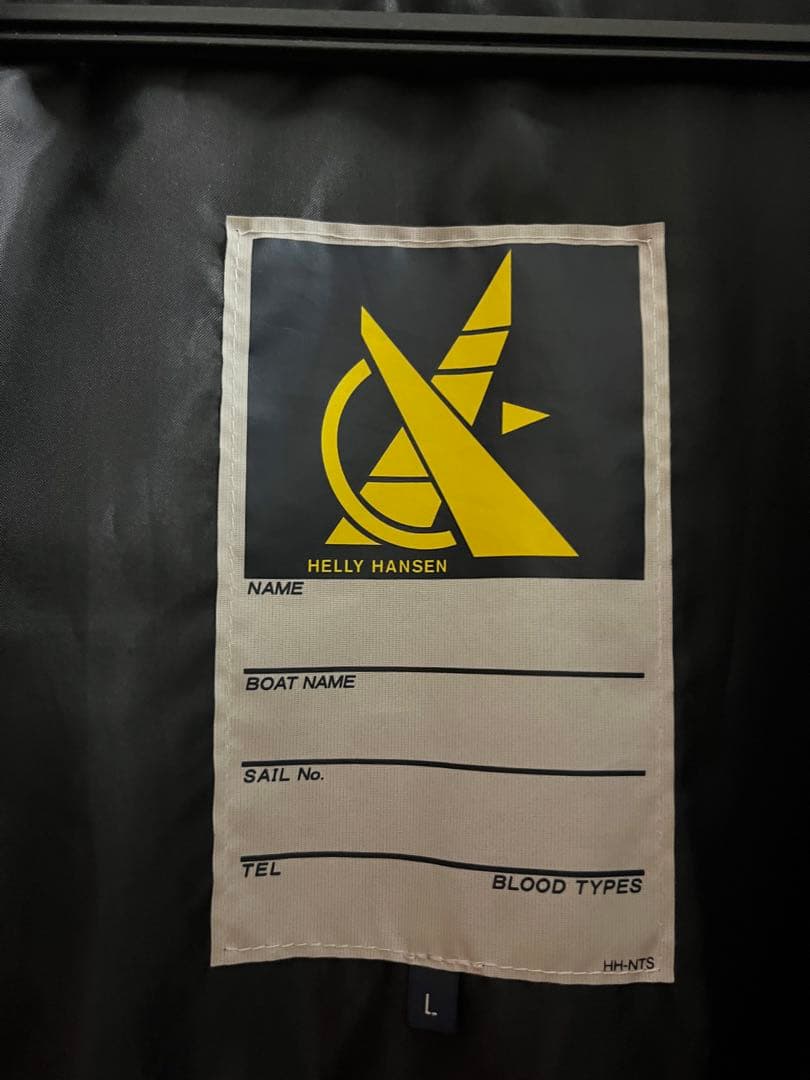 HELLY HANSEN
NAME
BOAT NAME
SAIL No.
TEL
BLOOD TYPES
HH-NTS
L